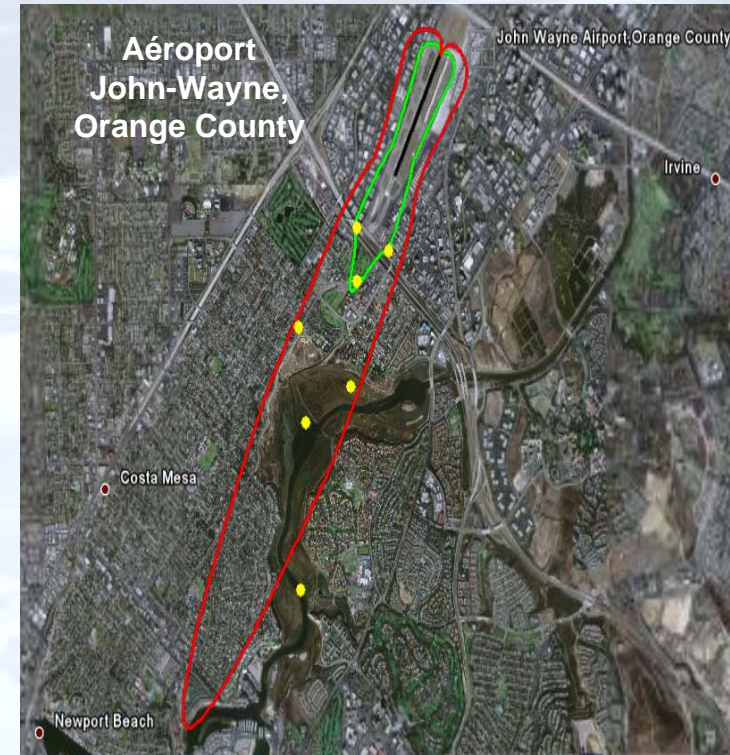 Aéroport
John-Wayne,
Orange County
John Wayne Airport,Orange County
Irvine
Costa Mesa
Newport Beach